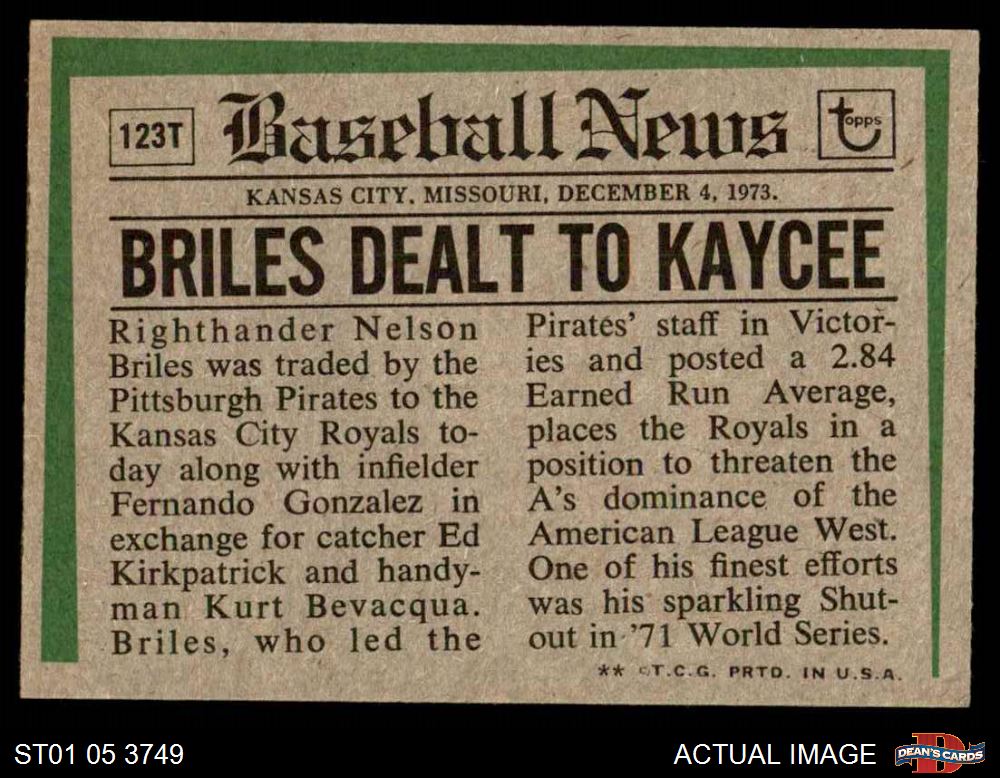 123T
Baseball News
topps
KANSAS CITY. MISSOURI, DECEMBER 4, 1973.
BRILES DEALT TO KAYCEE
Righthander Nelson
Briles was traded by the
Pittsburgh Pirates to the
Kansas City Royals to-
day along with infielder
Fernando Gonzalez in
exchange for catcher Ed
Kirkpatrick and handy-
man Kurt Bevacqua.
Briles, who led the
Pirates' staff in Victor-
ies and posted a 2.84
Earned Run Average,
places the Royals in a
position to threaten the
A's dominance of the
American League West.
One of his finest efforts
was his sparkling Shut-
out in '71 World Series.
** ©T.C.G. PRTD. IN U.S.A.
ST01 05 3749
ACTUAL IMAGE
DEAN'S CARDS